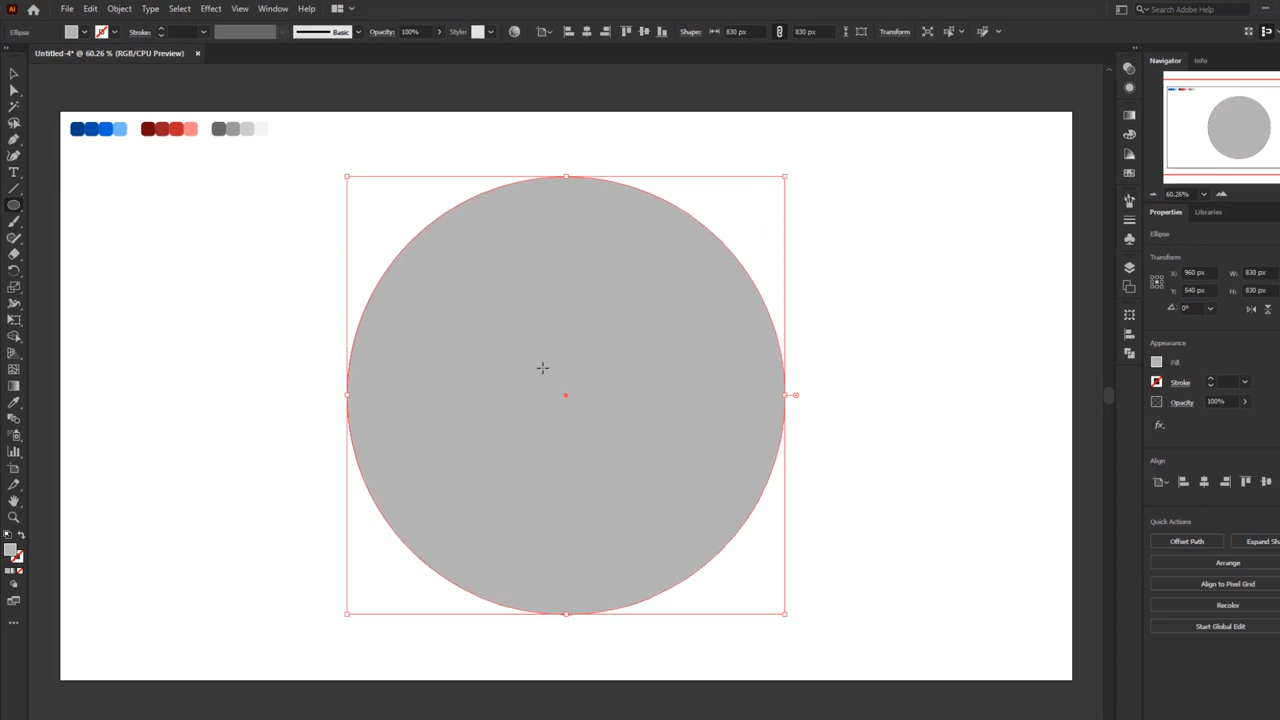 Ai File Edit Object Type Select Effect View Window Help Search Adobe Help
Ellipse Stroke: Basic Opacity: 100% Style: Shape: 830 px 830 px Transform
Untitled-4* @ 60.26 % (RGB/CPU Preview) ×
Navigator Info
60.26%
Properties Libraries
Ellipse
Transform
X: 960 px W: 830 px
Y: 540 px H: 830 px
0°
Appearance
Fill
Stroke
Opacity 100%
fx.
Align
Quick Actions
Offset Path Expand Sh
Arrange
Align to Pixel Grid
Recolor
Start Global Edit